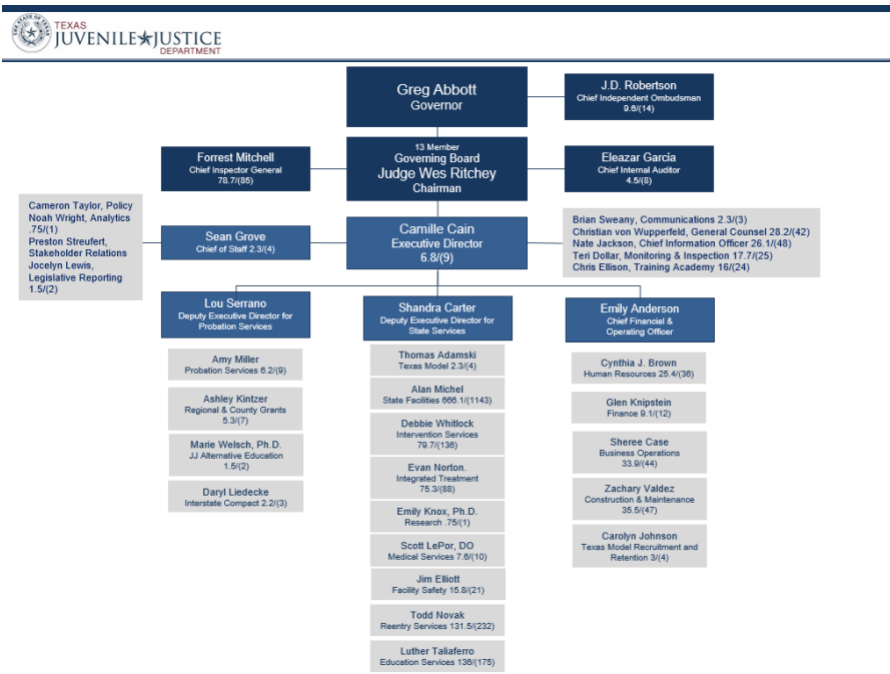 THE STATE OF TEXAS
TEXAS
JUVENILE★JUSTICE
DEPARTMENT
Greg Abbott
Governor
J.D. Robertson
Chief Independent Ombudsman
9.6/(14)
Forrest Mitchell
Chief Inspector General
78.7/(85)
13 Member
Governing Board
Judge Wes Ritchey
Chairman
Eleazar Garcia
Chief Internal Auditor
4.5/(8)
Cameron Taylor, Policy
Noah Wright, Analytics
.75/(1)
Preston Streufert,
Stakeholder Relations
Jocelyn Lewis,
Legislative Reporting
1.5/(2)
Sean Grove
Chief of Staff 2.3/(4)
Camille Cain
Executive Director
6.8/(9)
Brian Sweany, Communications 2.3/(3)
Christian von Wupperfeld, General Counsel 28.2/(42)
Nate Jackson, Chief Information Officer 26.1/(48)
Teri Dollar, Monitoring & Inspection 17.7/(25)
Chris Ellison, Training Academy 16/(24)
Lou Serrano
Deputy Executive Director for
Probation Services
Amy Miller
Probation Services 6.2/(9)
Ashley Kintzer
Regional & County Grants
5.3/(7)
Marie Welsch, Ph.D.
JJ Alternative Education
1.5/(2)
Daryl Liedecke
Interstate Compact 2.2/(3)
Shandra Carter
Deputy Executive Director for
State Services
Thomas Adamski
Texas Model 2.3/(4)
Alan Michel
State Facilities 666.1/(1143)
Debbie Whitlock
Intervention Services
79.7/(136)
Evan Norton.
Integrated Treatment
75.3/(88)
Emily Knox, Ph.D.
Research .75/(1)
Scott LePor, DO
Medical Services 7.6/(10)
Jim Elliott
Facility Safety 15.8/(21)
Todd Novak
Reentry Services 131.5/(232)
Luther Taliaferro
Education Services 136/(175)
Emily Anderson
Chief Financial &
Operating Officer
Cynthia J. Brown
Human Resources 25.4/(36)
Glen Knipstein
Finance 9.1/(12)
Sheree Case
Business Operations
33.9/(44)
Zachary Valdez
Construction & Maintenance
35.5/(47)
Carolyn Johnson
Texas Model Recruitment and
Retention 3/(4)